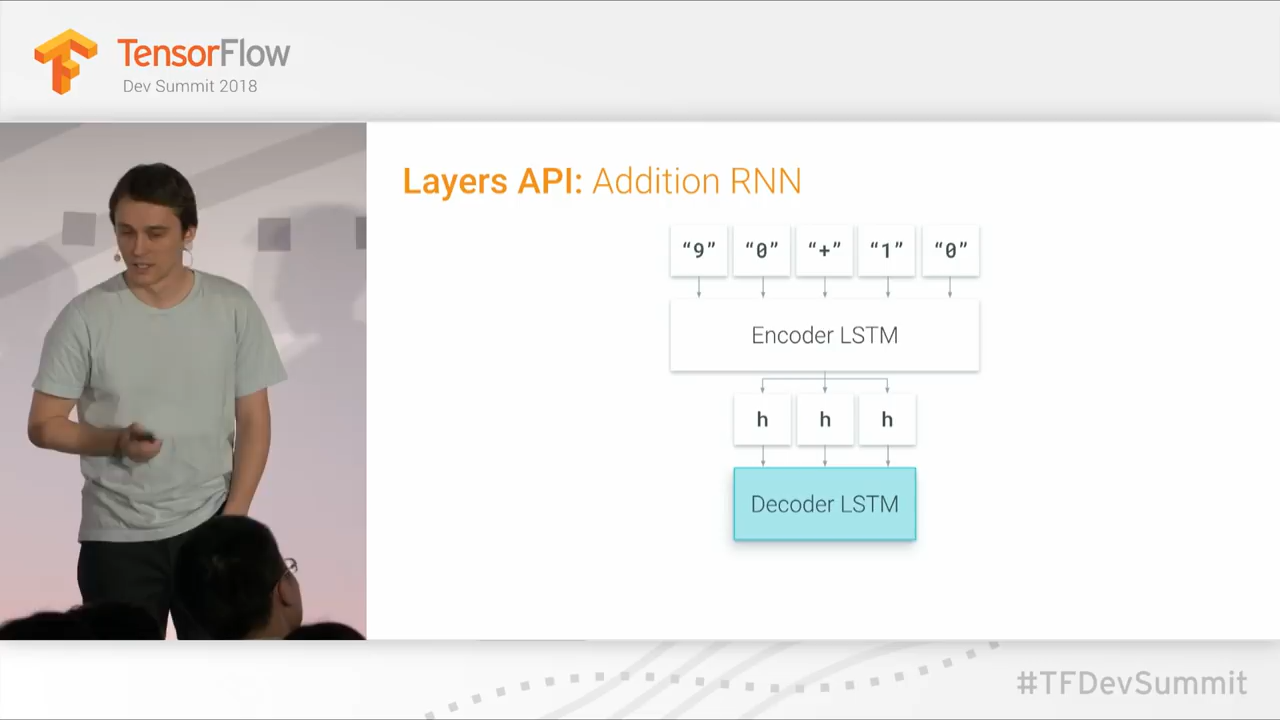 TensorFlow
Dev Summit 2018
Layers API: Addition RNN
“9” “0” “+” “1” “0”
Encoder LSTM
h h h
Decoder LSTM
#TFDevSummit